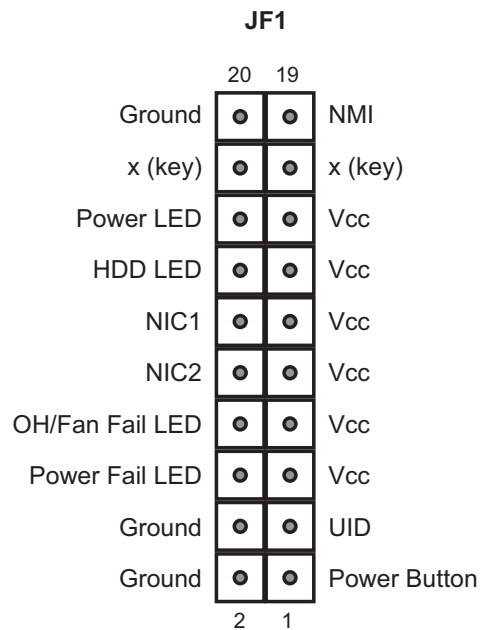 JF1
20 19
Ground NMI
x (key) x (key)
Power LED Vcc
HDD LED Vcc
NIC1 Vcc
NIC2 Vcc
OH/Fan Fail LED Vcc
Power Fail LED Vcc
Ground UID
Ground Power Button
2 1